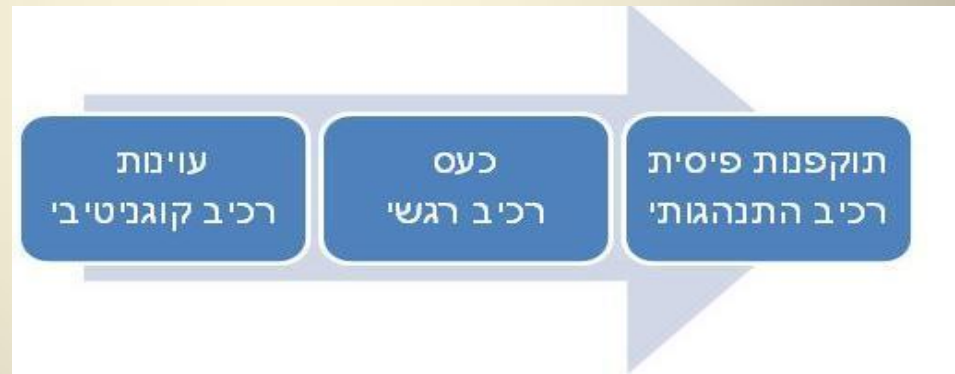 עוינות
רכיב קוגניטיבי
כעס
רכיב רגשי
תוקפנות פיסית
רכיב התנהגותי